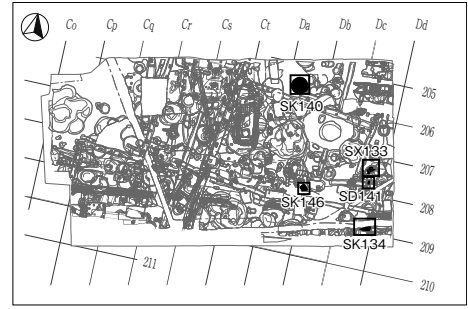 Co Cp Cq Cr Cs Ct Da Db Dc Dd
205
SK140
206
SX133
207
SD141
SK146
208
SK134
209
211
210